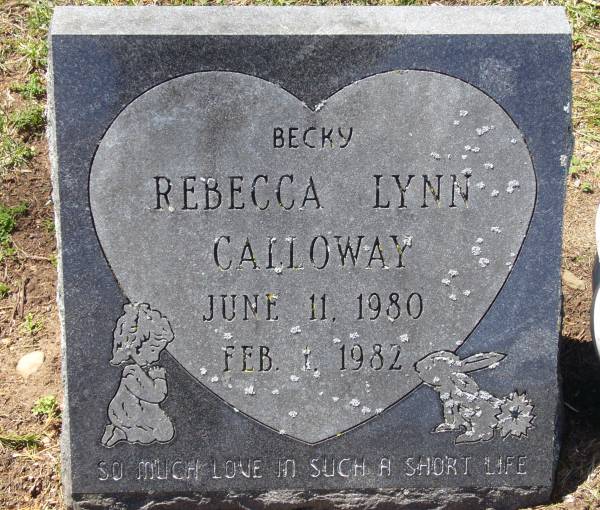 BECKY
REBECCA LYNN
CALLOWAY
JUNE 11, 1980
FEB. 1, 1982
SO MUCH LOVE IN SUCH A SHORT LIFE